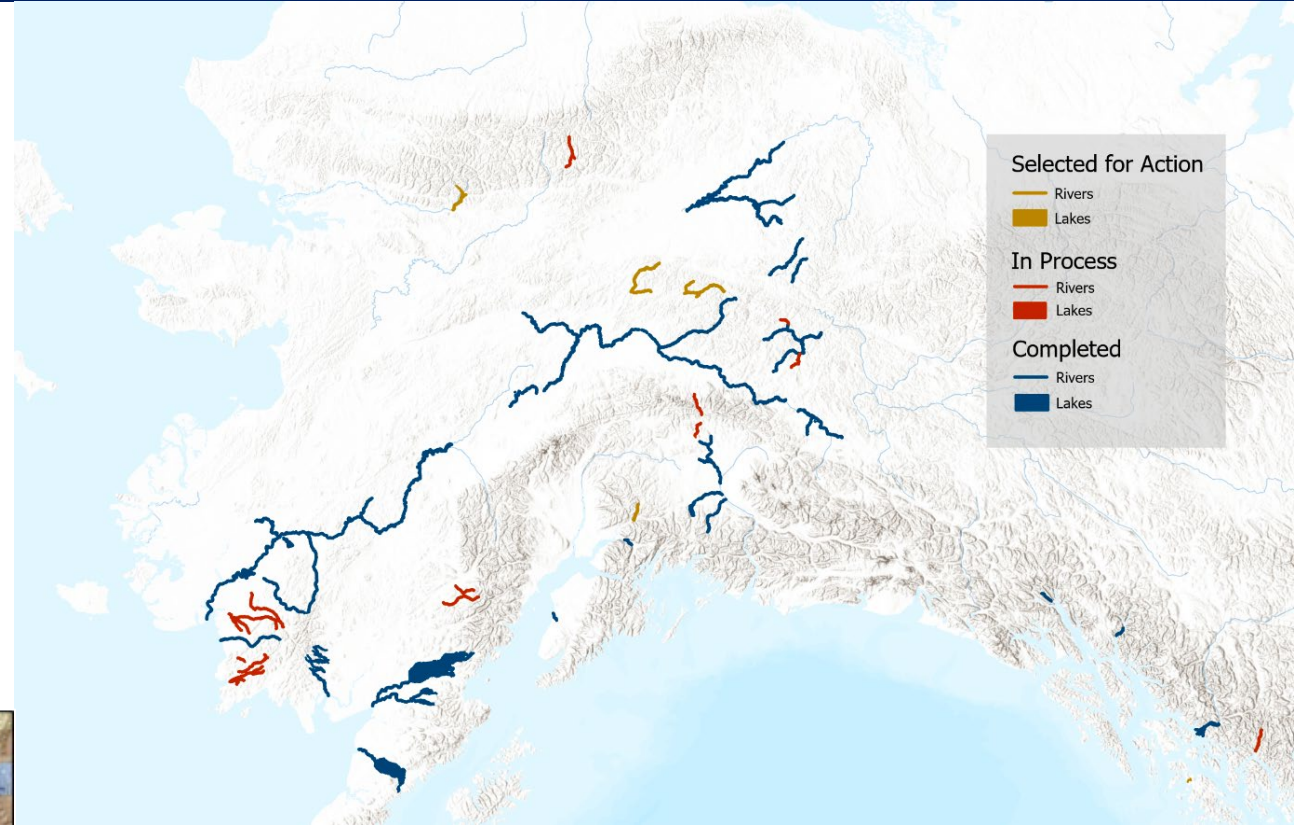 Selected for Action
Rivers
Lakes
In Process
Rivers
Lakes
Completed
Rivers
Lakes